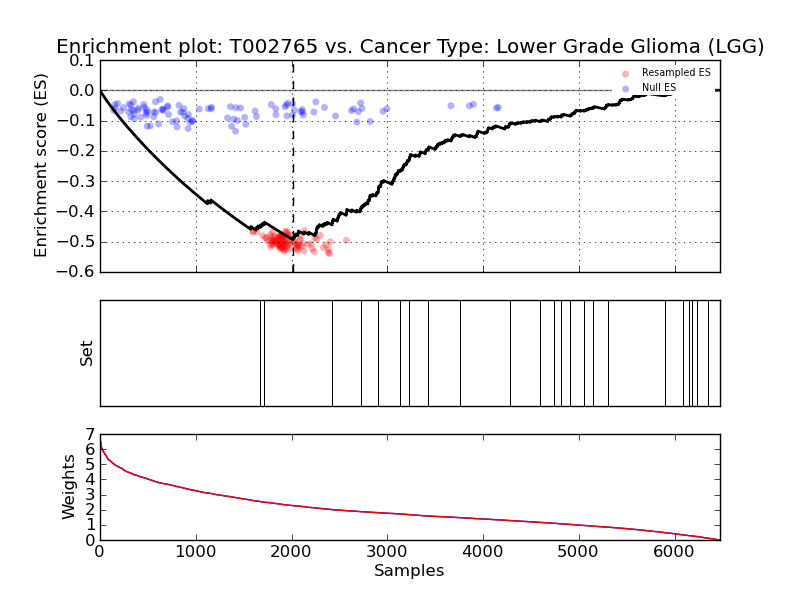 Enrichment plot: T002765 vs. Cancer Type: Lower Grade Glioma (LGG)
Enrichment score (ES)
0.1
0.0
−0.1
−0.2
−0.3
−0.4
−0.5
−0.6
Resampled ES
Null ES
Set
Weights
7
6
5
4
3
2
1
0
0 1000 2000 3000 4000 5000 6000
Samples